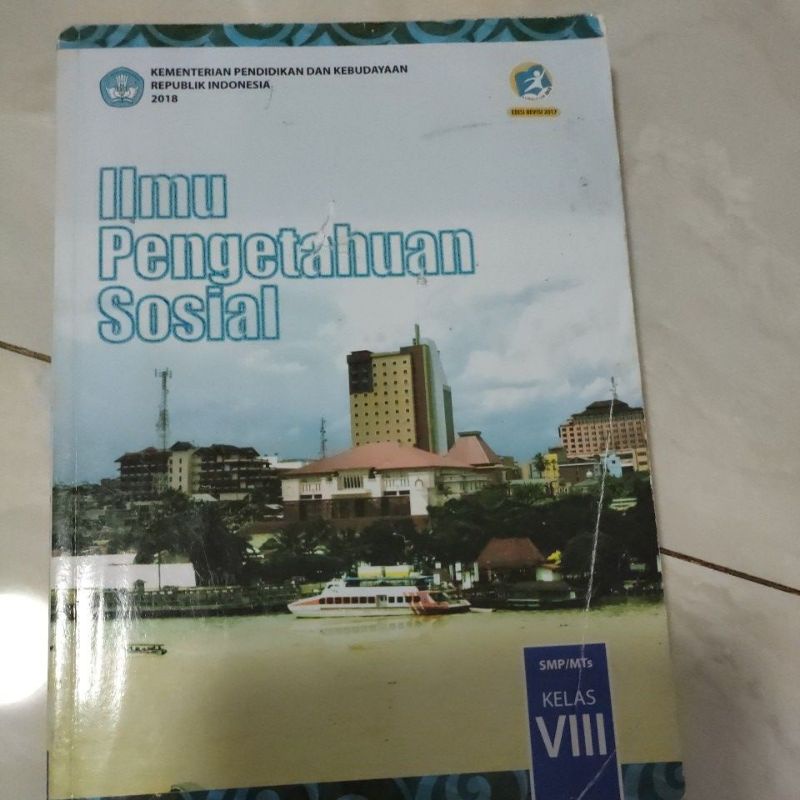 KEMENTERIAN PENDIDIKAN DAN KEBUDAYAAN
REPUBLIK INDONESIA
2018
EDISI REVISI 2017
Ilmu
Pengetahuan
Sosial
SMP/MTs
KELAS
VIII